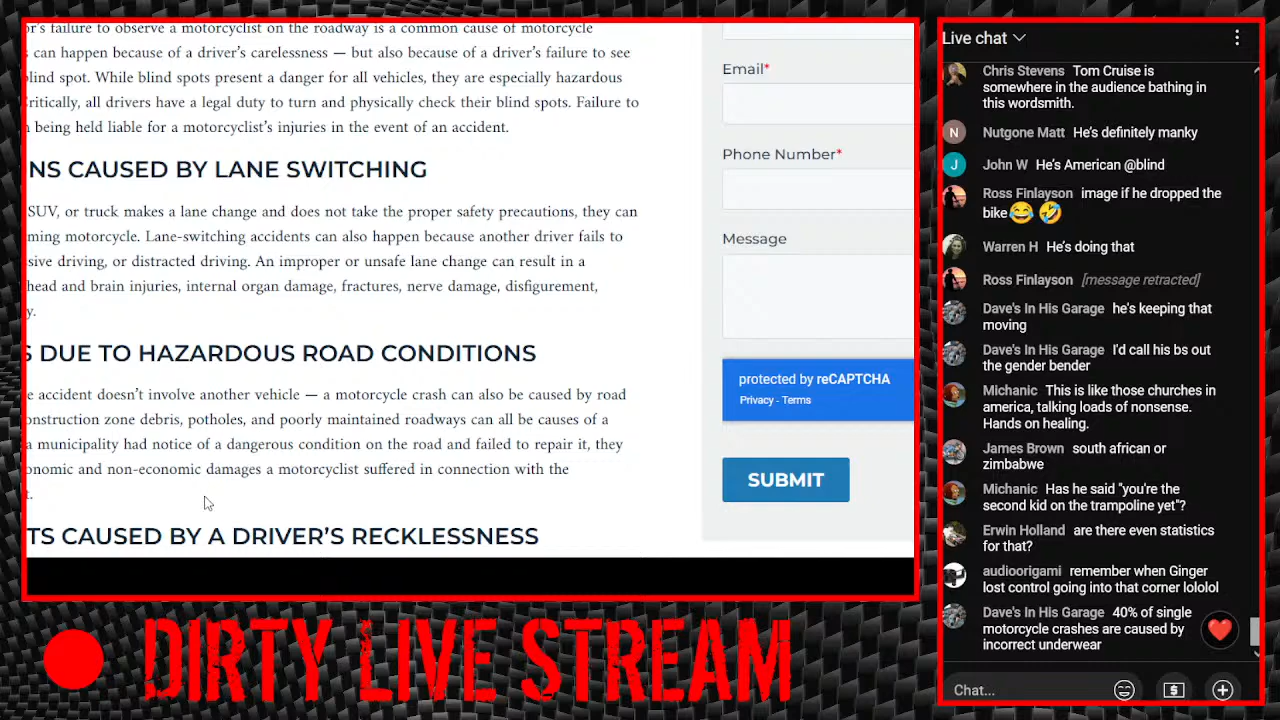 or's failure to observe a motorcyclist on the roadway is a common cause of motorcycle
can happen because of a driver's carelessness — but also because of a driver's failure to see
blind spot. While blind spots present a danger for all vehicles, they are especially hazardous
Critically, all drivers have a legal duty to turn and physically check their blind spots. Failure to
being held liable for a motorcyclist's injuries in the event of an accident.
NS CAUSED BY LANE SWITCHING
SUV, or truck makes a lane change and does not take the proper safety precautions, they can
ming motorcycle. Lane-switching accidents can also happen because another driver fails to
sive driving, or distracted driving. An improper or unsafe lane change can result in a
head and brain injuries, internal organ damage, fractures, nerve damage, disfigurement,
y.
S DUE TO HAZARDOUS ROAD CONDITIONS
e accident doesn't involve another vehicle — a motorcycle crash can also be caused by road
onstruction zone debris, potholes, and poorly maintained roadways can all be causes of a
a municipality had notice of a dangerous condition on the road and failed to repair it, they
onomic and non-economic damages a motorcyclist suffered in connection with the
t.
TS CAUSED BY A DRIVER'S RECKLESSNESS
Email*
Phone Number*
Message
protected by reCAPTCHA
Privacy - Terms
SUBMIT
DIRTY LIVE STREAM
Live chat
Chris Stevens Tom Cruise is
somewhere in the audience bathing in
this wordsmith.
N
Nutgone Matt He's definitely manky
J
John W He's American @blind
Ross Finlayson image if he dropped the
bike😂🤣
Warren H He's doing that
Ross Finlayson [message retracted]
Dave's In His Garage he's keeping that
moving
Dave's In His Garage I'd call his bs out
the gender bender
Michanic This is like those churches in
america, talking loads of nonsense.
Hands on healing.
James Brown south african or
zimbabwe
Michanic Has he said "you're the
second kid on the trampoline yet"?
Erwin Holland are there even statistics
for that?
audioorigami remember when Ginger
lost control going into that corner lololol
Dave's In His Garage 40% of single
motorcycle crashes are caused by
incorrect underwear
Chat...